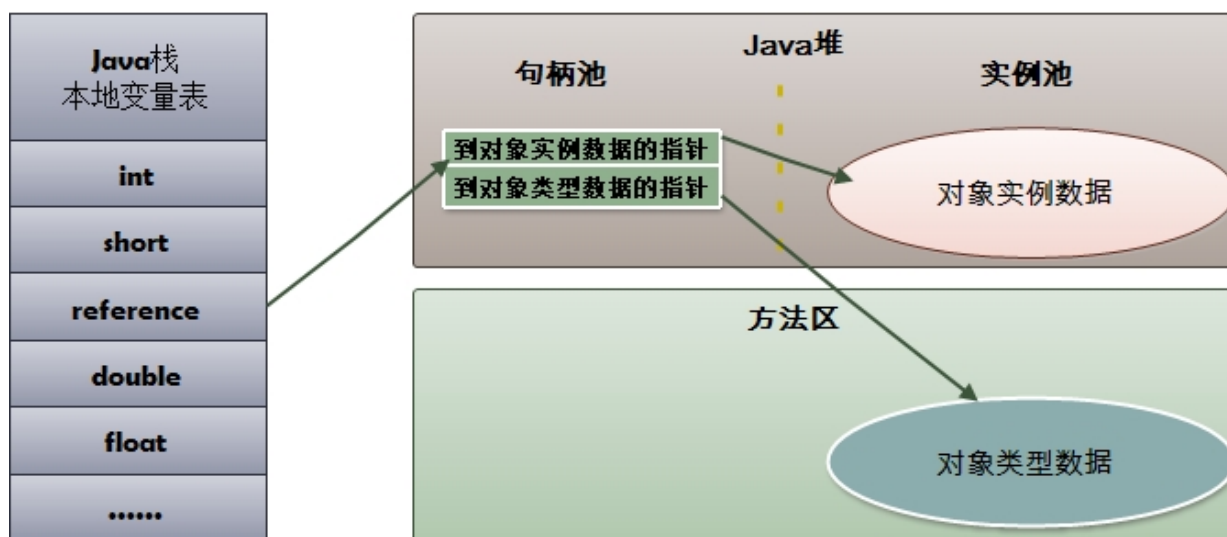 Java栈
本地变量表
int
short
reference
double
float
······
Java堆
句柄池
实例池
到对象实例数据的指针
到对象类型数据的指针
对象实例数据
方法区
对象类型数据